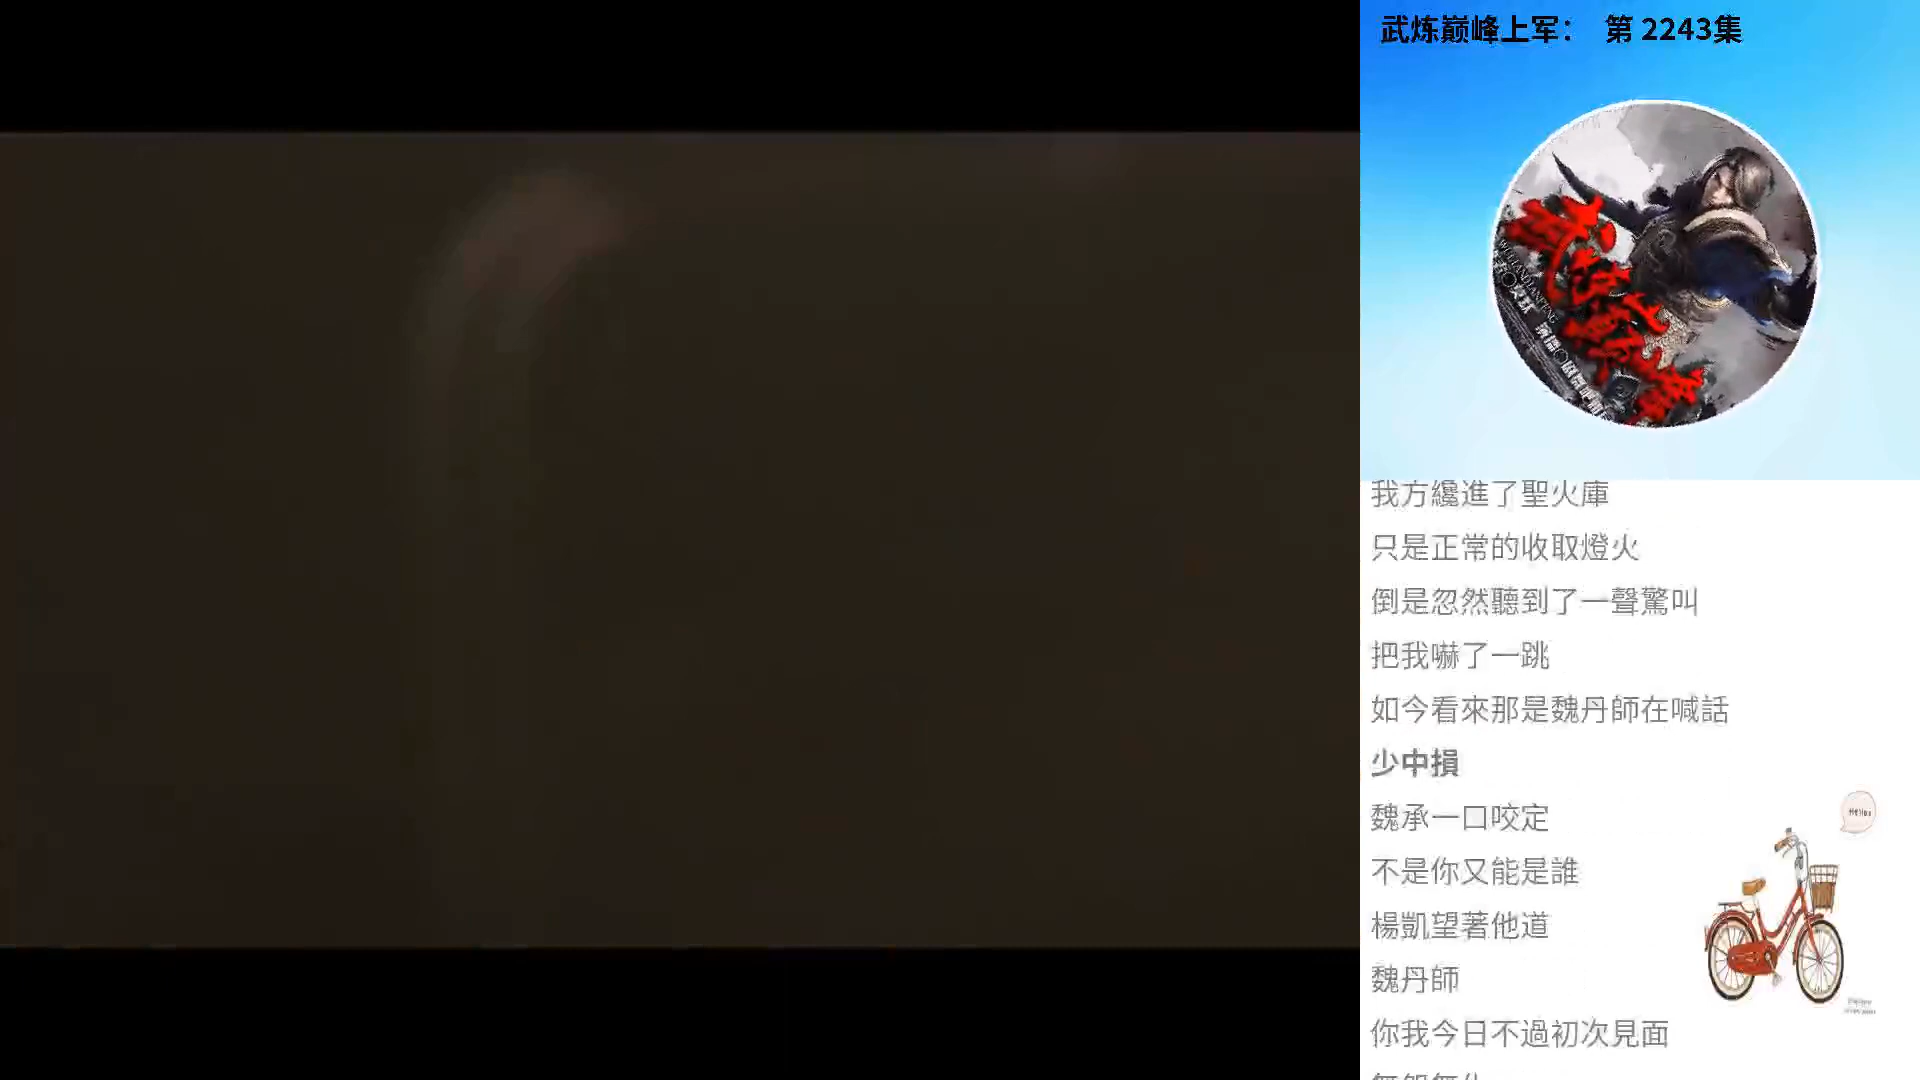 武炼巅峰上军： 第 2243集
我方纔進了聖火庫
只是正常的收取燈火
倒是忽然聽到了一聲驚叫
把我嚇了一跳
如今看來那是魏丹師在喊話
少中損
魏承一口咬定
不是你又能是誰
楊凱望著他道
魏丹師
你我今日不過初次見面